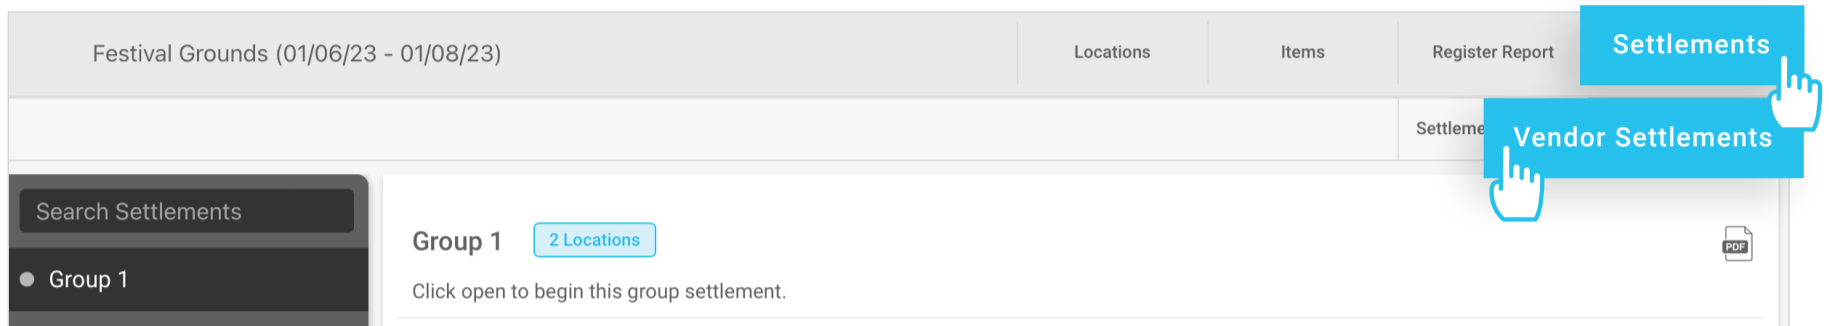 Festival Grounds (01/06/23 - 01/08/23)
Locations
Items
Register Report
Settlements
Vendor Settlements
Search Settlements
Group 1
Group 1
2 Locations
PDF
Click open to begin this group settlement.